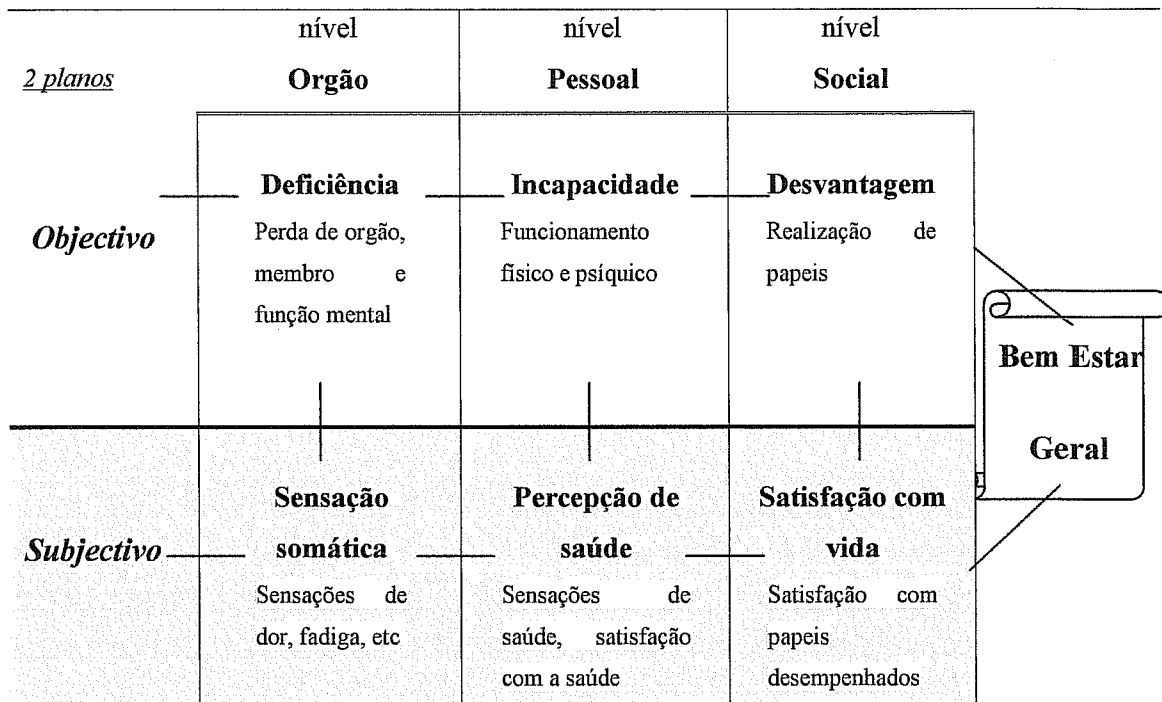 nível nível nível
2 planos Orgão Pessoal Social
Deficiência Incapacidade Desvantagem
Objectivo Perda de orgão, Funcionamento Realização de
membro e físico e psíquico papeis
função mental
Bem Estar
Geral
Sensação Percepção de Satisfação com
Subjectivo somática saúde vida
Sensações de Sensações de Satisfação com
dor, fadiga, etc saúde, satisfação papeis
com a saúde desempenhados